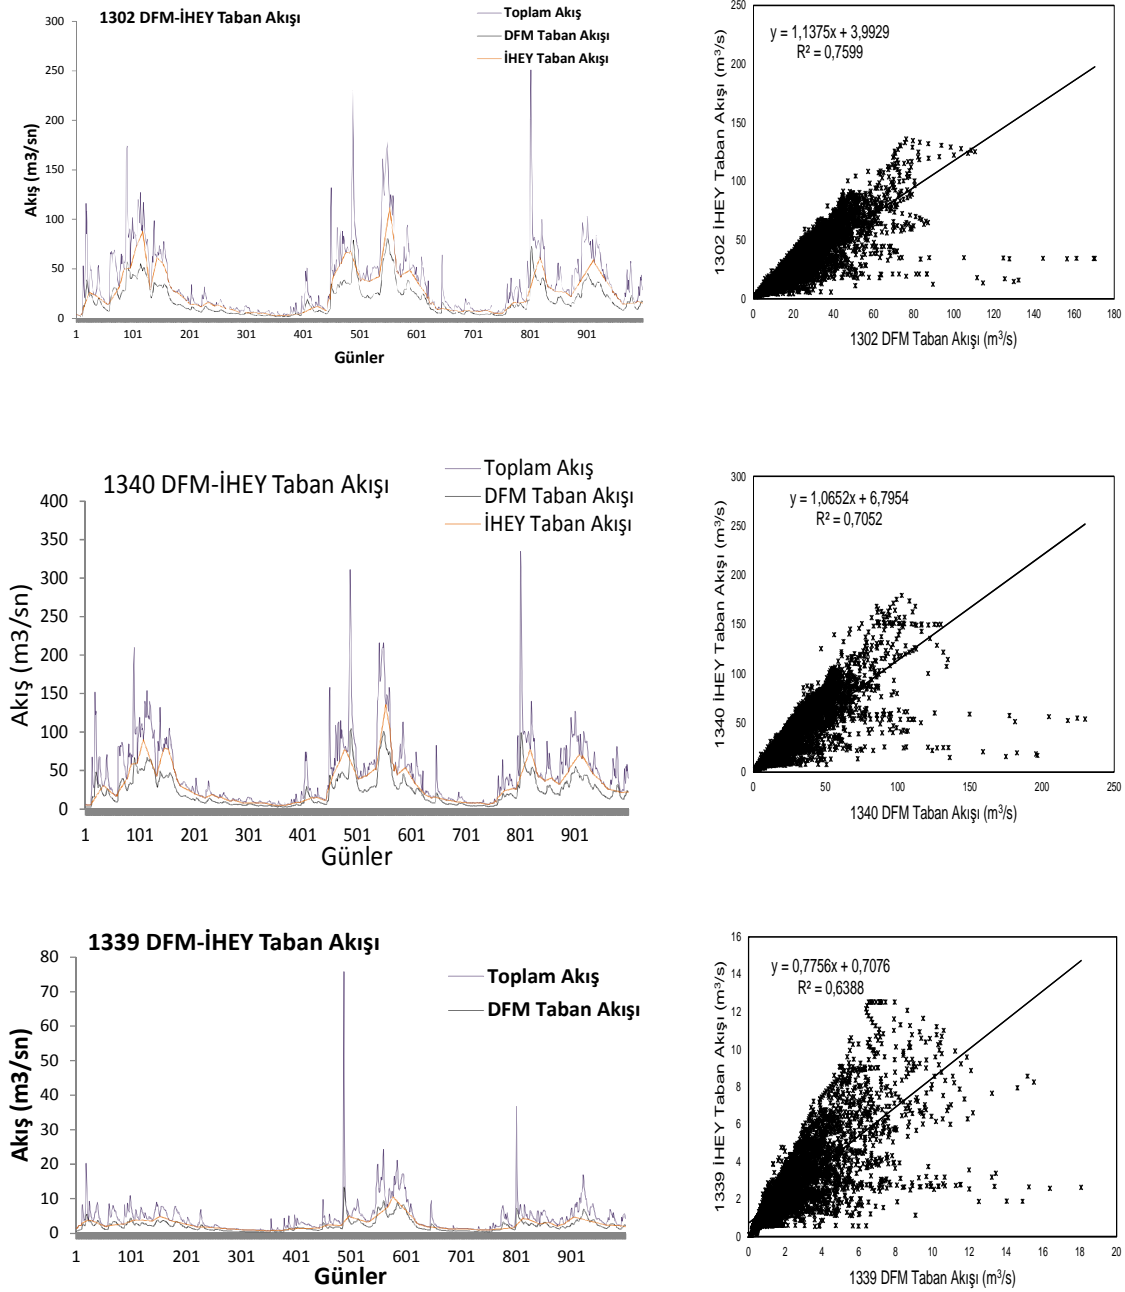 1302 DFM-İHEY Taban Akışı
Toplam Akış
DFM Taban Akışı
İHEY Taban Akışı
Akış (m3/sn)
300
250
200
150
100
50
0
1 101 201 301 401 501 601 701 801 901
Günler
y = 1,1375x + 3,9929
R² = 0,7599
1302 İHEY Taban Akışı (m³/s)
250
200
150
100
50
0
0 20 40 60 80 100 120 140 160 180
1302 DFM Taban Akışı (m³/s)
1340 DFM-İHEY Taban Akışı
Toplam Akış
DFM Taban Akışı
İHEY Taban Akışı
Akış (m3/sn)
400
350
300
250
200
150
100
50
0
1 101 201 301 401 501 601 701 801 901
Günler
y = 1,0652x + 6,7954
R² = 0,7052
1340 İHEY Taban Akışı (m³/s)
300
250
200
150
100
50
0
0 50 100 150 200 250
1340 DFM Taban Akışı (m³/s)
1339 DFM-İHEY Taban Akışı
Toplam Akış
DFM Taban Akışı
Akış (m3/sn)
80
70
60
50
40
30
20
10
0
1 101 201 301 401 501 601 701 801 901
Günler
y = 0,7756x + 0,7076
R² = 0,6388
1339 İHEY Taban Akışı (m³/s)
16
14
12
10
8
6
4
2
0
0 2 4 6 8 10 12 14 16 18 20
1339 DFM Taban Akışı (m³/s)